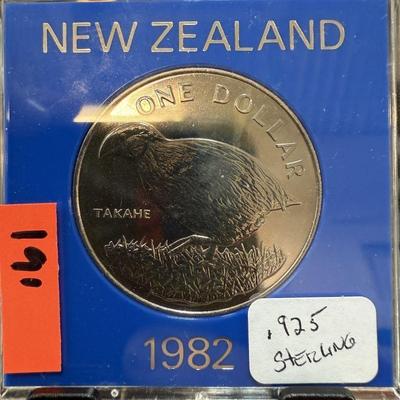 NEW ZEALAND
ONE DOLLAR
TAKAHE
161.
1982
.925
STERLING